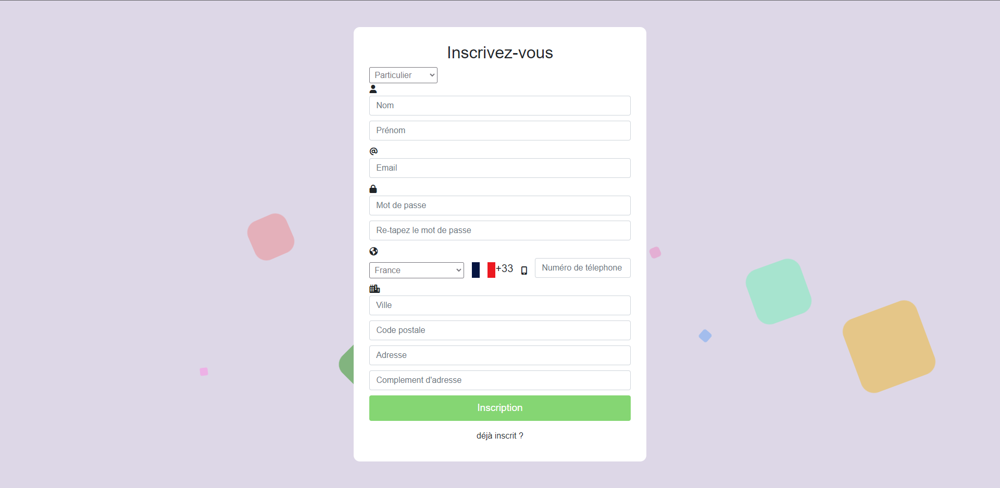 Inscrivez-vous
Particulier
Nom
Prénom
@
Email
Mot de passe
Re-tapez le mot de passe
France +33 Numéro de télephone
Ville
Code postale
Adresse
Complement d'adresse
Inscription
déjà inscrit ?